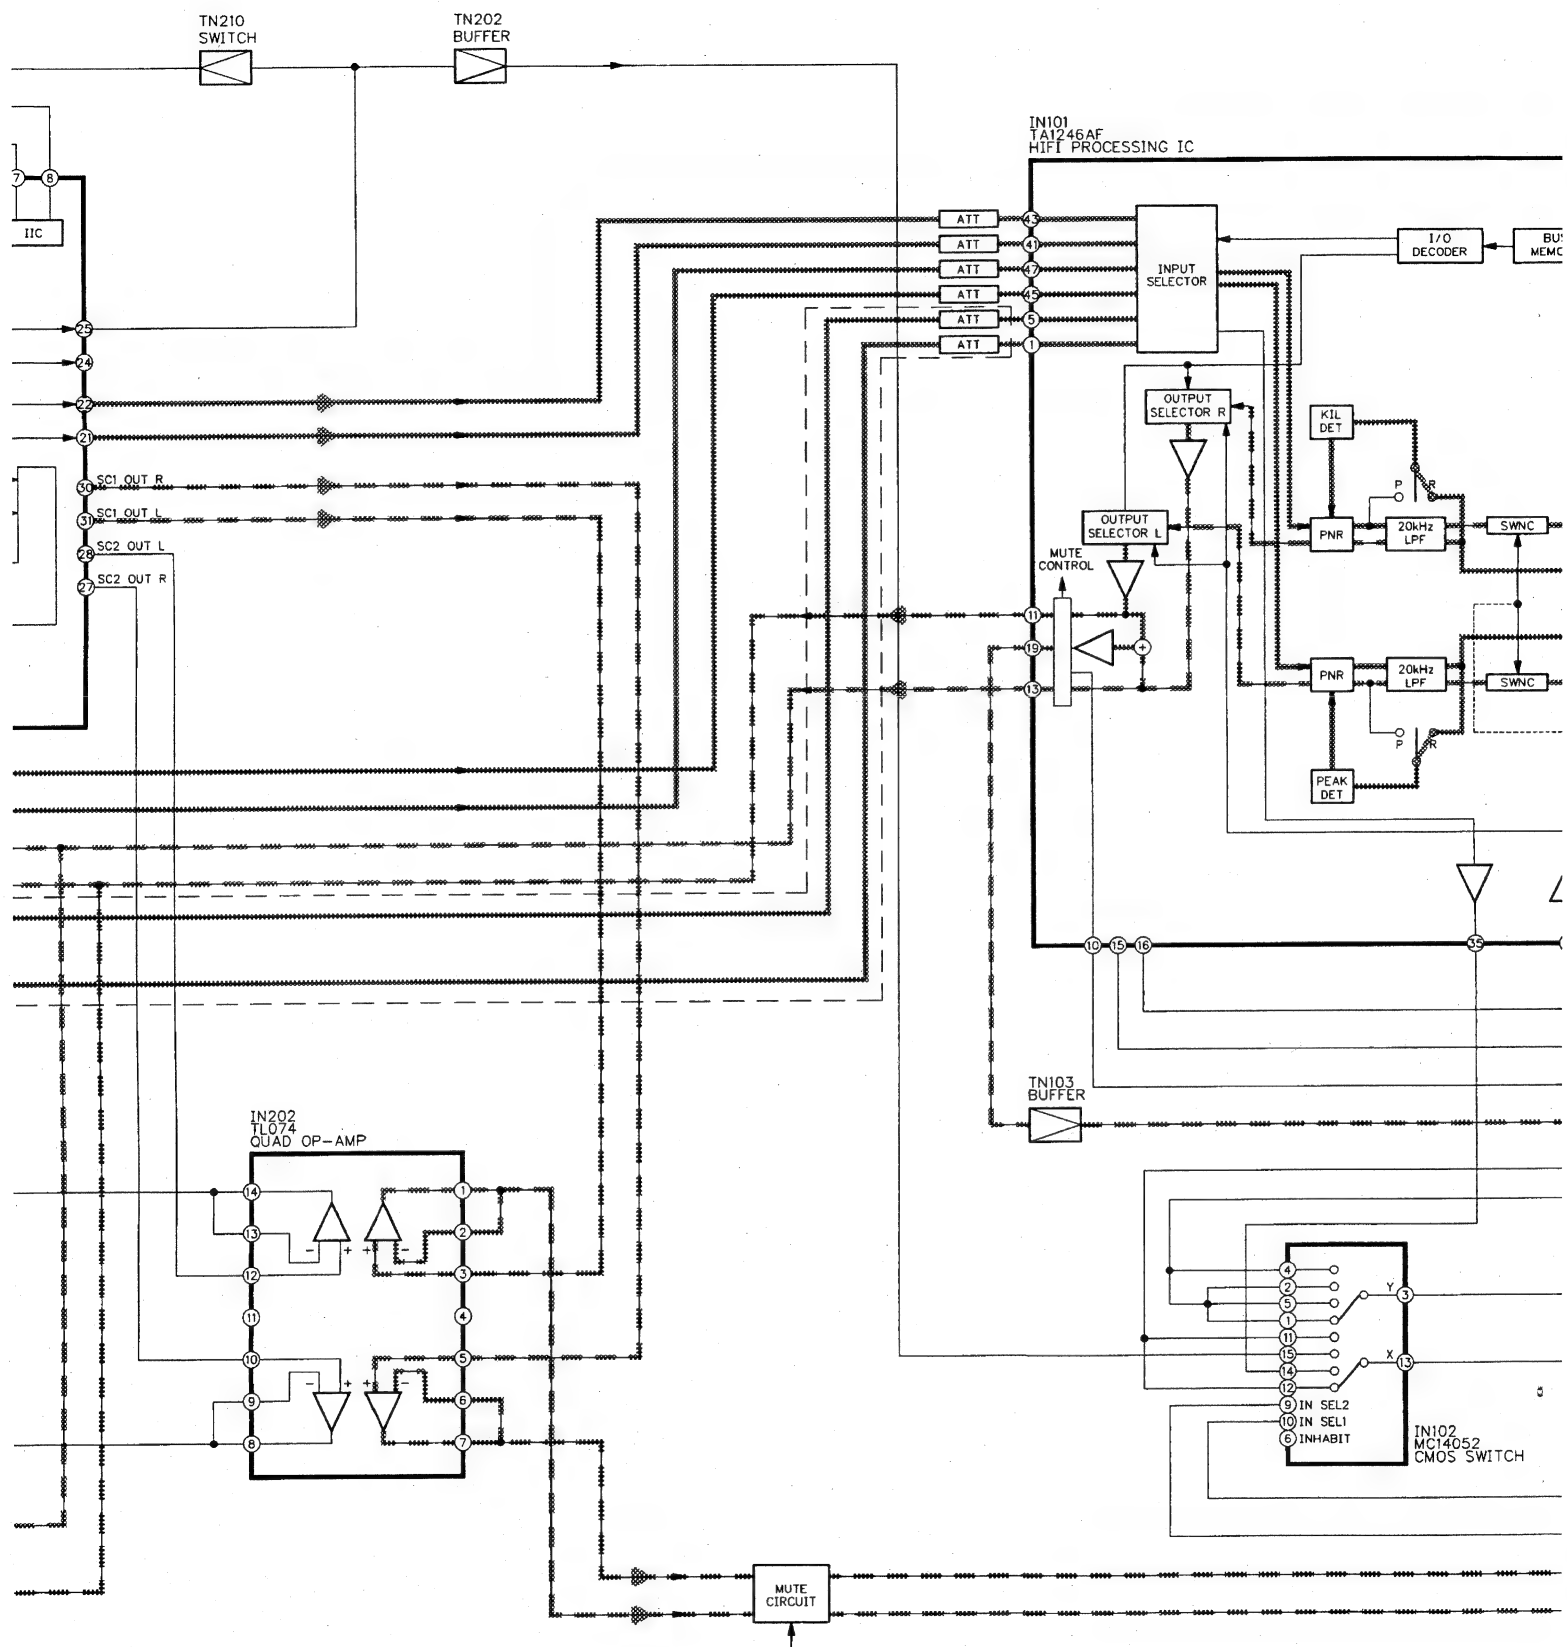 TN210
SWITCH
TN202
BUFFER
IN101
TA1246AF
HIFI PROCESSING IC
7
8
IIC
25
24
22
21
30
SC1 OUT R
31
SC1 OUT L
28
SC2 OUT L
27
SC2 OUT R
ATT
43
ATT
41
ATT
47
ATT
45
ATT
5
ATT
1
INPUT
SELECTOR
I/O
DECODER
OUTPUT
SELECTOR R
OUTPUT
SELECTOR L
MUTE
CONTROL
11
19
13
+
KIL
DET
P
R
PNR
20kHz
LPF
SWNC
PNR
20kHz
LPF
SWNC
P
R
PEAK
DET
10
15
16
35
TN103
BUFFER
IN202
TL074
QUAD OP-AMP
14
13
12
11
10
9
8
1
2
3
4
5
6
7
-
+
+
-
-
+
+
-
MUTE
CIRCUIT
4
2
5
1
11
15
14
12
9 IN SEL2
10 IN SEL1
6 INHABIT
Y
3
X
13
IN102
MC14052
CMOS SWITCH